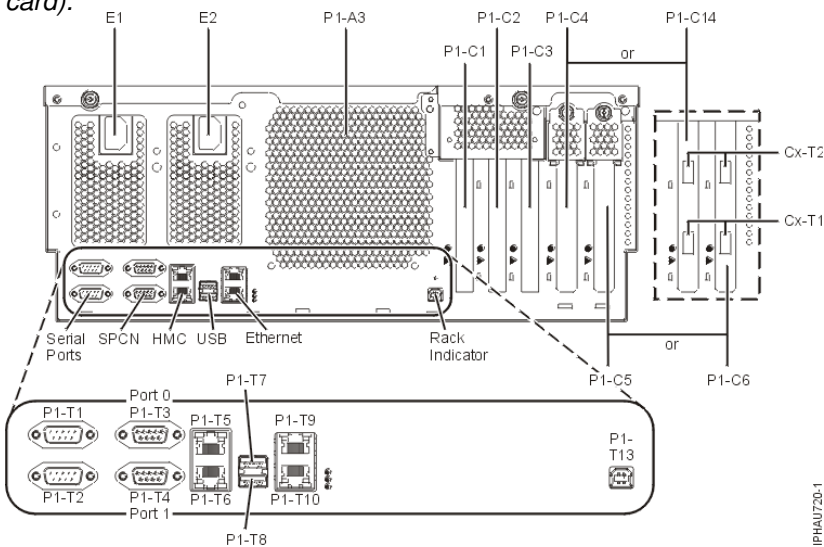 card).
E1 E2 P1-A3 P1-C2 P1-C4 P1-C14
P1-C1 P1-C3 or
Cx-T2
Cx-T1
Serial Ports SPCN HMC USB Ethernet Rack Indicator
or
P1-T7 P1-C5 P1-C6
Port 0
P1-T1 P1-T3 P1-T5 P1-T9
P1-
T13
P1-T2 P1-T4 P1-T6 P1-T10
Port 1
P1-T8
IPHAU720-1